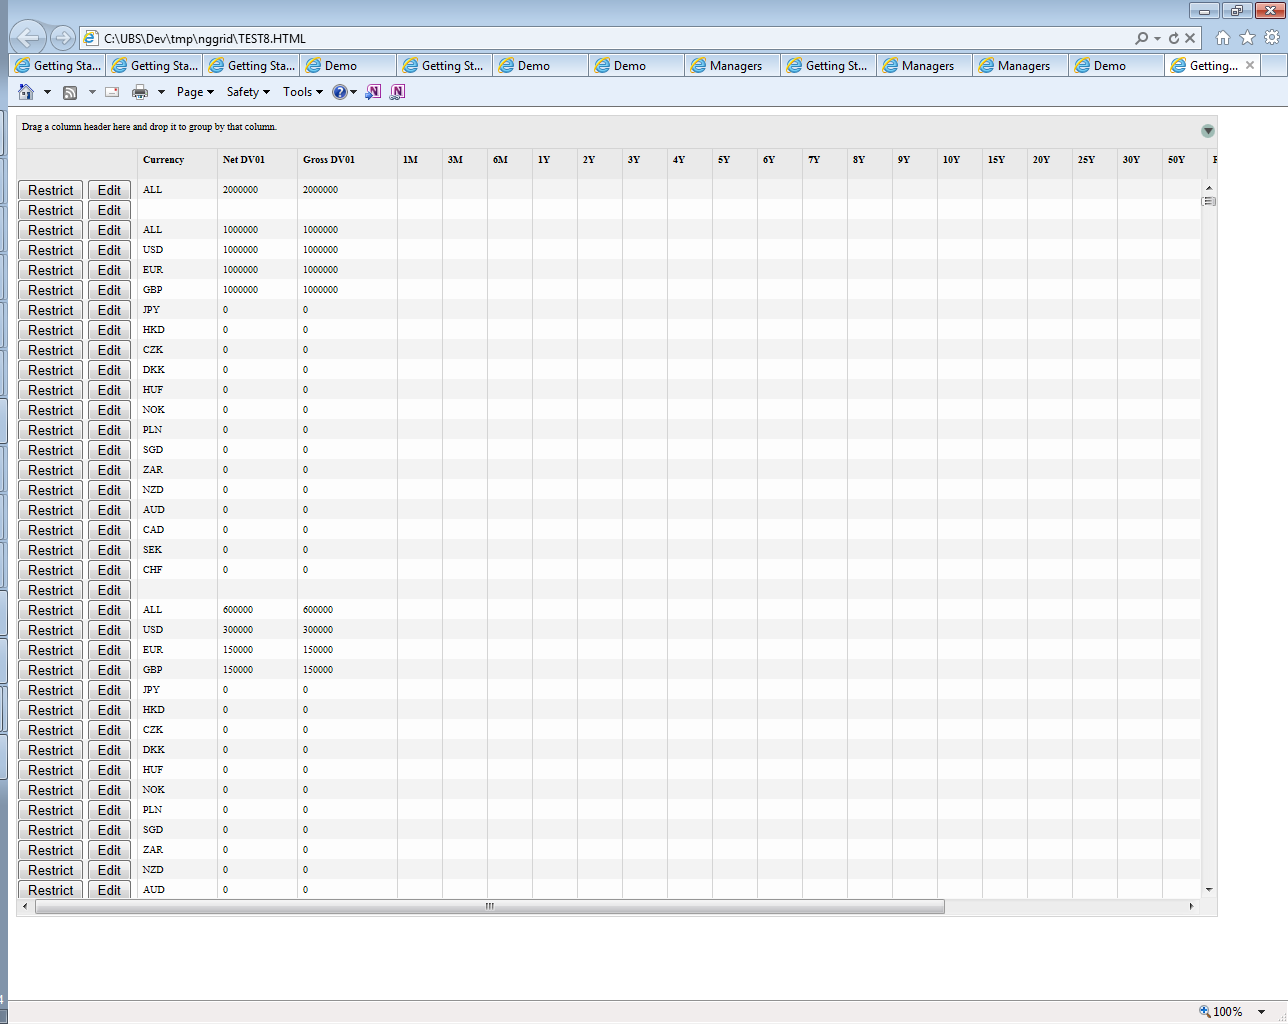 C:\UBS\Dev\tmp\nggrid\TEST8.HTML
Getting Sta... Getting Sta... Getting Sta... Demo Getting St... Demo Demo Managers Getting St... Managers Managers Demo Getting...
Page Safety Tools
Drag a column header here and drop it to group by that column.
Currency Net DV01 Gross DV01 1M 3M 6M 1Y 2Y 3Y 4Y 5Y 6Y 7Y 8Y 9Y 10Y 15Y 20Y 25Y 30Y 50Y
Restrict Edit ALL 2000000 2000000
Restrict Edit
Restrict Edit ALL 1000000 1000000
Restrict Edit USD 1000000 1000000
Restrict Edit EUR 1000000 1000000
Restrict Edit GBP 1000000 1000000
Restrict Edit JPY 0 0
Restrict Edit HKD 0 0
Restrict Edit CZK 0 0
Restrict Edit DKK 0 0
Restrict Edit HUF 0 0
Restrict Edit NOK 0 0
Restrict Edit PLN 0 0
Restrict Edit SGD 0 0
Restrict Edit ZAR 0 0
Restrict Edit NZD 0 0
Restrict Edit AUD 0 0
Restrict Edit CAD 0 0
Restrict Edit SEK 0 0
Restrict Edit CHF 0 0
Restrict Edit
Restrict Edit ALL 600000 600000
Restrict Edit USD 300000 300000
Restrict Edit EUR 150000 150000
Restrict Edit GBP 150000 150000
Restrict Edit JPY 0 0
Restrict Edit HKD 0 0
Restrict Edit CZK 0 0
Restrict Edit DKK 0 0
Restrict Edit HUF 0 0
Restrict Edit NOK 0 0
Restrict Edit PLN 0 0
Restrict Edit SGD 0 0
Restrict Edit ZAR 0 0
Restrict Edit NZD 0 0
Restrict Edit AUD 0 0
100%